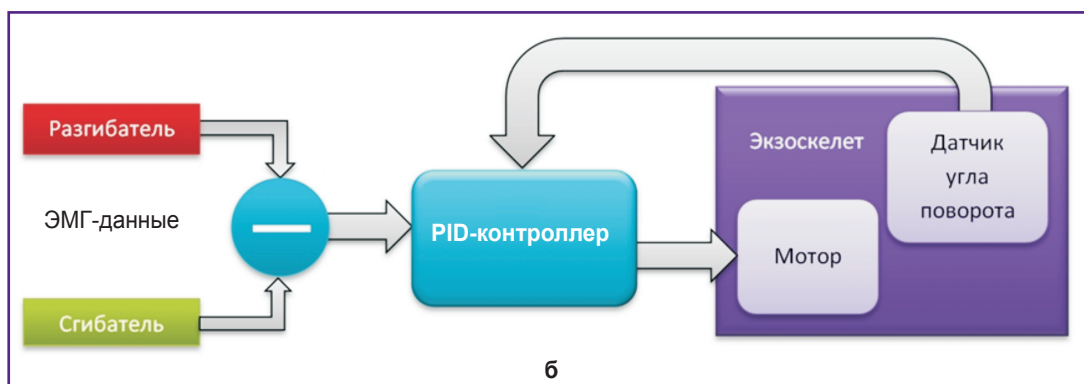 Разгибатель
ЭМГ-данные
Сгибатель
PID-контроллер
Экзоскелет
Датчик
угла
поворота
Мотор
б